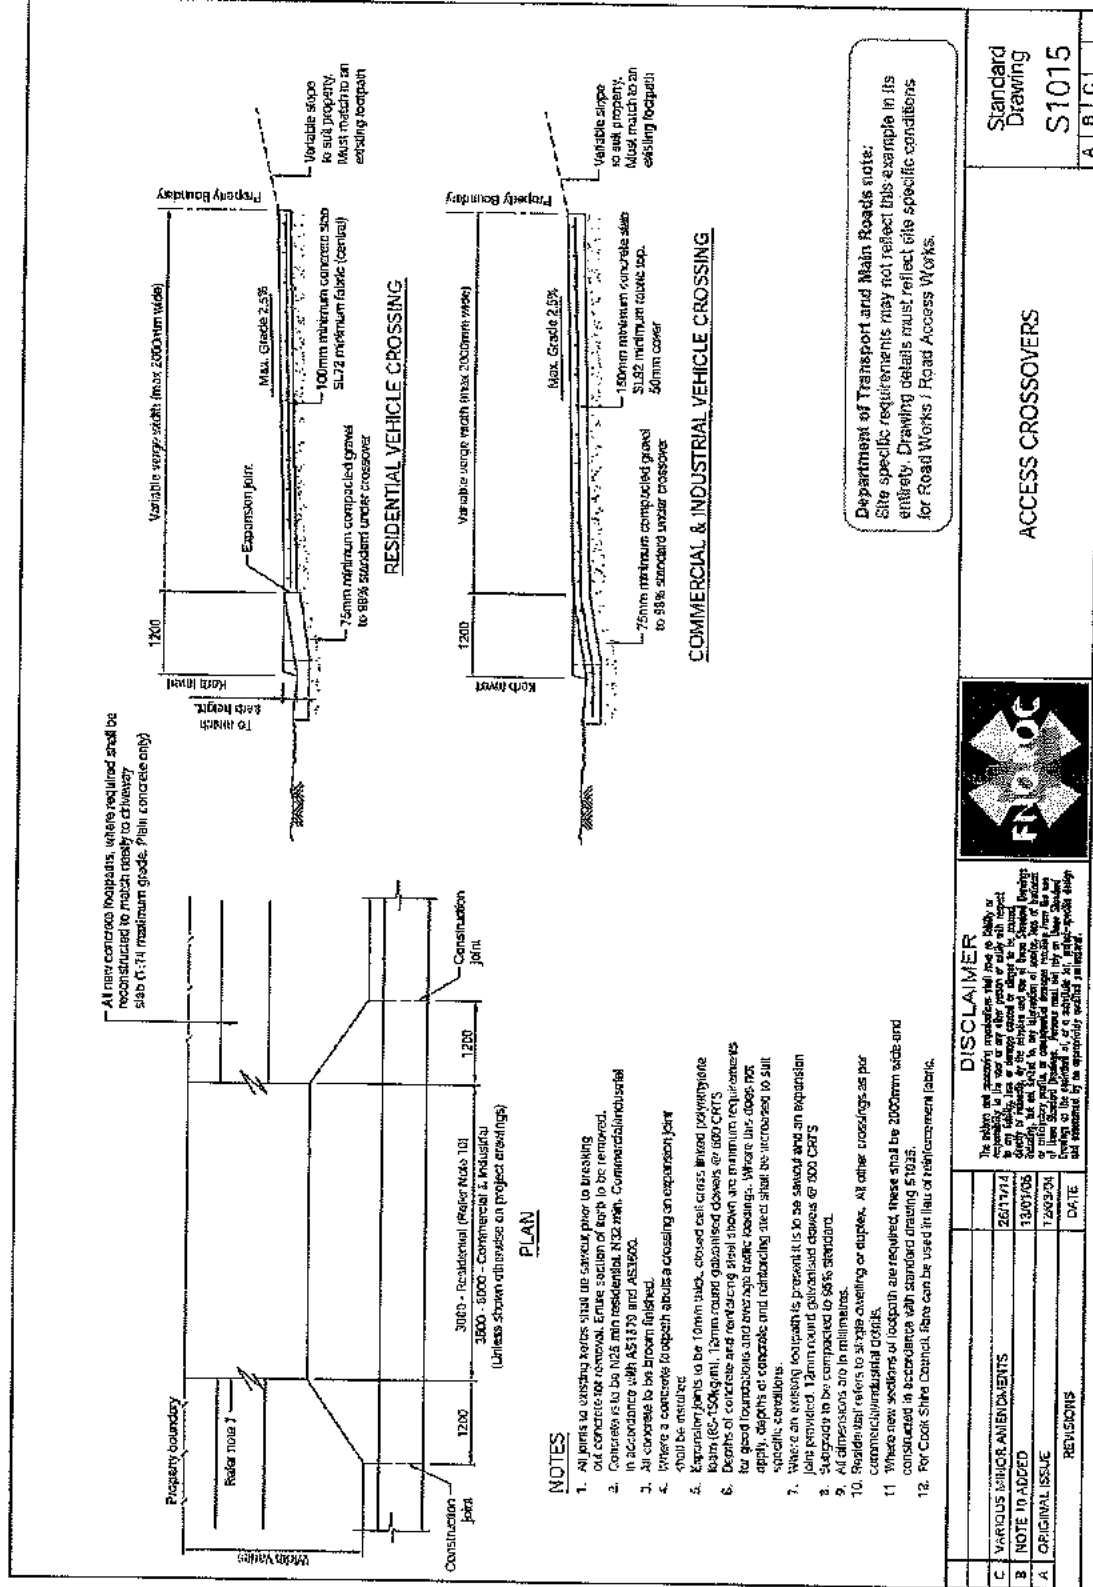 All new concrete footpaths, where required shall be
reconstructed to match neatly to driveway
slab (1:14 maximum grade. Plain concrete only)
Property boundary
Refer note 7
Width Varies
Construction
joint
1200
3000 - Residential (Refer Note 10)
3800 - 8000 - Commercial & Industrial
(Unless shown otherwise on project drawings)
1200
Construction
joint
PLAN
To match
kerb height.
Kerb invert
1200
Variable verge width (max 2000mm wide)
Expansion joint
Max. Grade 2.5%
Property Boundary
Variable slope
to suit property.
Must match to an
existing footpath
75mm minimum compacted gravel
to 98% standard under crossover
100mm minimum concrete slab
SL72 minimum fabric (central)
RESIDENTIAL VEHICLE CROSSING
Kerb invert
1200
Variable verge width (max 2000mm wide)
Max. Grade 2.5%
Property Boundary
Variable slope
to suit property.
Must match to an
existing footpath
75mm minimum compacted gravel
to 98% standard under crossover
150mm minimum concrete slab
SL92 minimum fabric top.
50mm cover
COMMERCIAL & INDUSTRIAL VEHICLE CROSSING
NOTES
1. All joints to existing kerbs shall be sawcut prior to breaking
out concrete for removal. Entire section of kerb to be removed.
2. Concrete is to be N25 min residential, N32 min. Commercial/industrial
in accordance with AS1379 and AS3600.
3. All concrete to be broom finished.
4. Where a concrete footpath abuts a crossing an expansion joint
shall be installed
5. Expansion joints to be 10mm thick, closed cell cross linked polyethylene
foam (85-150kg/m), 12mm round galvanised dowels @ 600 CRTS
6. Depths of concrete and reinforcing steel shown are minimum requirements
for good foundations and average traffic loadings. Where this does not
apply, depths of concrete and reinforcing steel shall be increased to suit
specific conditions.
7. Where an existing footpath is present it is to be sawcut and an expansion
joint provided. 12mm round galvanised dowels @ 600 CRTS
8. Subgrade to be compacted to 95% standard.
9. All dimensions are in millimetres.
10. Residential refers to single dwelling or duplex. All other crossings as per
commercial/industrial details.
11 Where new sections of footpath are required, these shall be 2000mm wide and
constructed in accordance with standard drawing S1035.
12. For Cook Shire Council, fibre can be used in lieu of reinforcement fabric.
Department of Transport and Main Roads note:
Site specific requirements may not reflect this example in its
entirety. Drawing details must reflect site specific conditions
for Road Works / Road Access Works.
C VARIOUS MINOR AMENDMENTS 26/11/14
B NOTE 10 ADDED
A ORIGINAL ISSUE
REVISIONS DATE
DISCLAIMER
FNQROC
ACCESS CROSSOVERS
Standard
Drawing
S1015
A B C